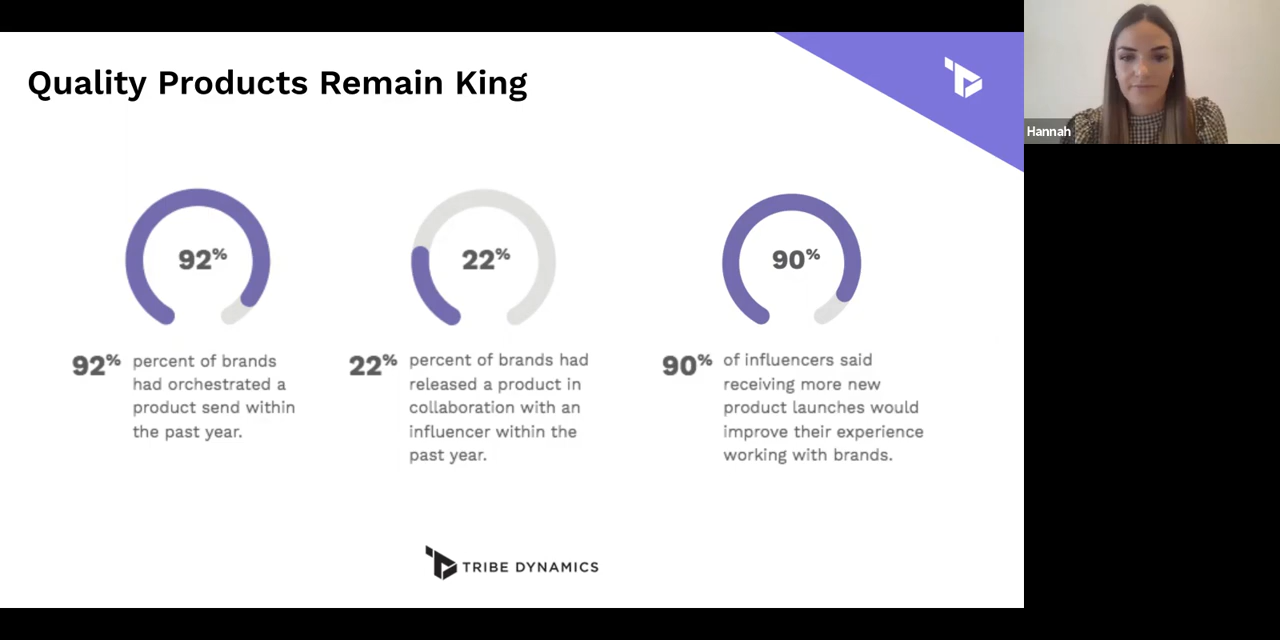 Quality Products Remain King
Hannah
92%
22%
90%
92% percent of brands
had orchestrated a
product send within
the past year.
22% percent of brands had
released a product in
collaboration with an
influencer within the
past year.
90% of influencers said
receiving more new
product launches would
improve their experience
working with brands.
TRIBE DYNAMICS